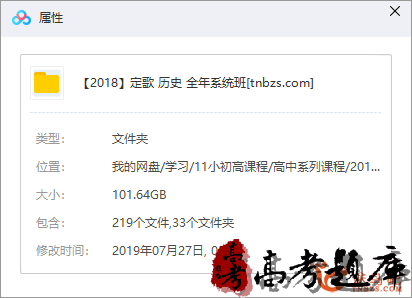 属性
【2018】定歌 历史 全年系统班[tnbzs.com]
类型： 文件夹
位置： 我的网盘/学习/11小初高课程/高中系列课程/201...
大小： 101.64GB
包含： 219个文件,33个文件夹
修改时间： 2019年07月27日, 0
高考
高考题库